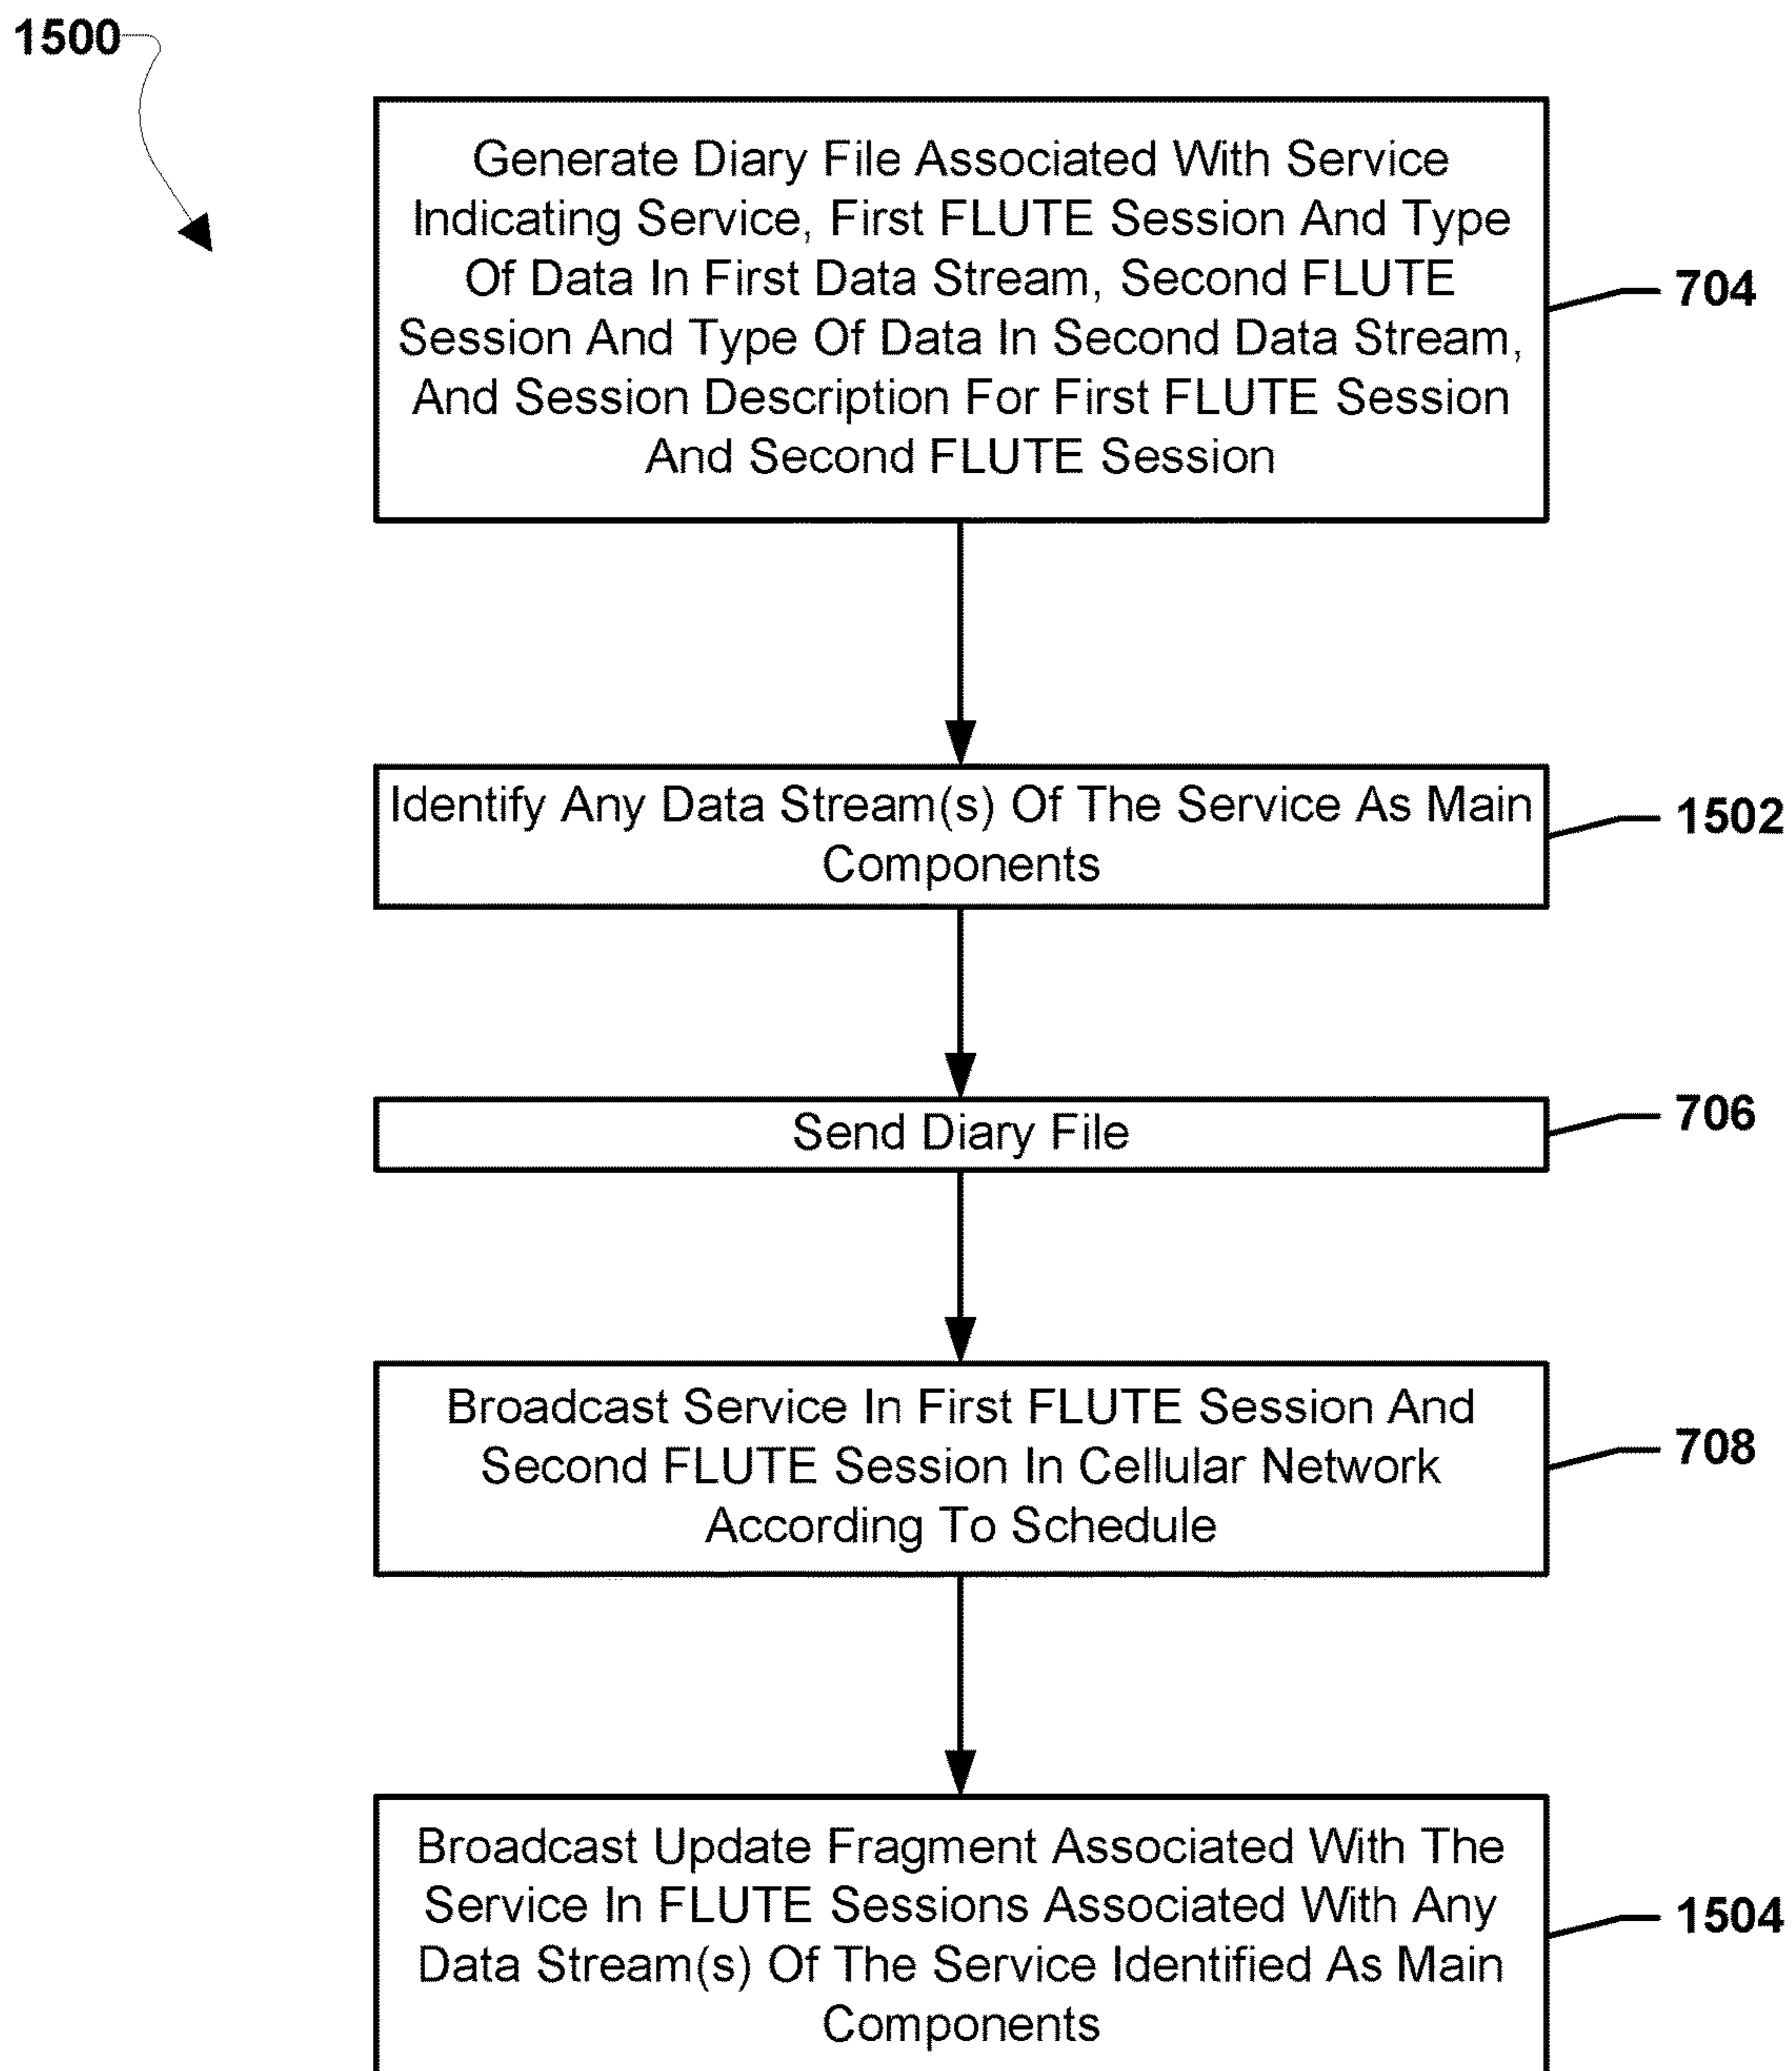 1500
Generate Diary File Associated With Service
Indicating Service, First FLUTE Session And Type
Of Data In First Data Stream, Second FLUTE
Session And Type Of Data In Second Data Stream,
And Session Description For First FLUTE Session
And Second FLUTE Session
704
Identify Any Data Stream(s) Of The Service As Main
Components
1502
Send Diary File
706
Broadcast Service In First FLUTE Session And
Second FLUTE Session In Cellular Network
According To Schedule
708
Broadcast Update Fragment Associated With The
Service In FLUTE Sessions Associated With Any
Data Stream(s) Of The Service Identified As Main
Components
1504